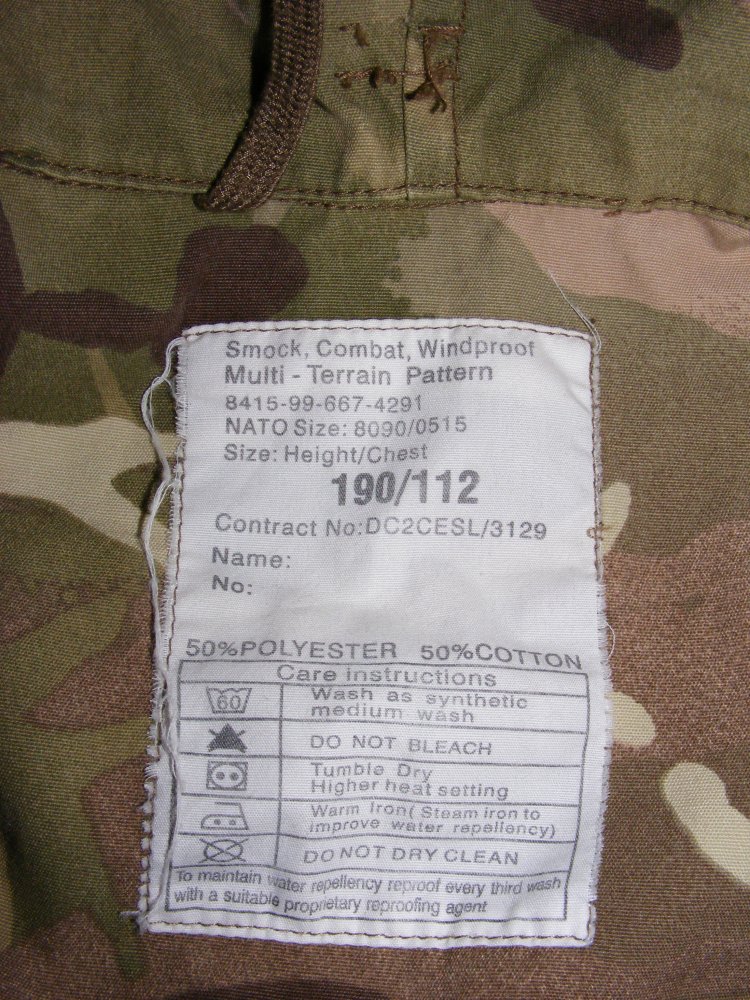 Smock, Combat, Windproof
Multi - Terrain Pattern
8415-99-667-4291
NATO Size: 8090/0515
Size: Height/Chest
190/112
Contract No:DC2CESL/3129
Name:
No:
50%POLYESTER 50%COTTON
Care instructions
60
Wash as synthetic
medium wash
DO NOT BLEACH
Tumble Dry
Higher heat setting
Warm Iron( Steam iron to
improve water repellency)
DO NOT DRY CLEAN
To maintain water repellency reproof every third wash
with a suitable proprietary reproofing agent